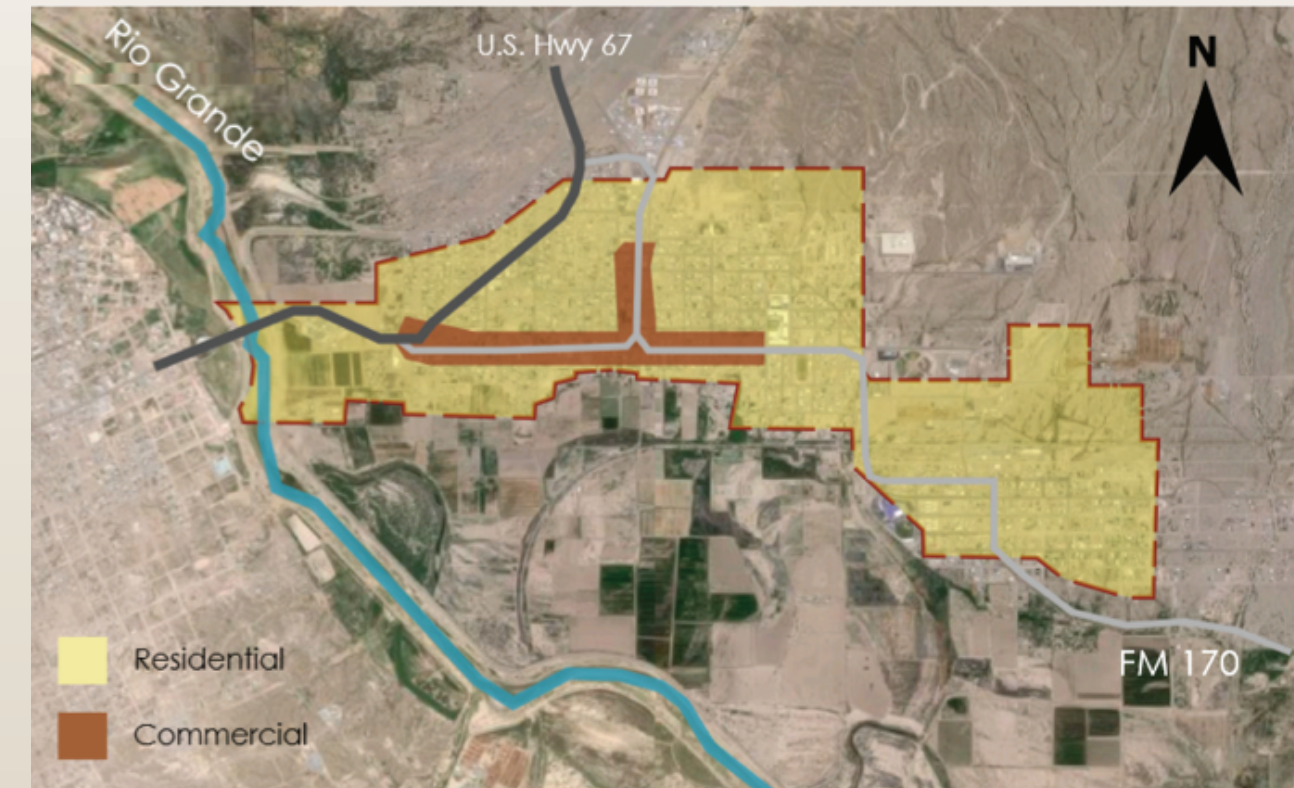 U.S. Hwy 67
Rio Grande
N
Residential
FM 170
Commercial